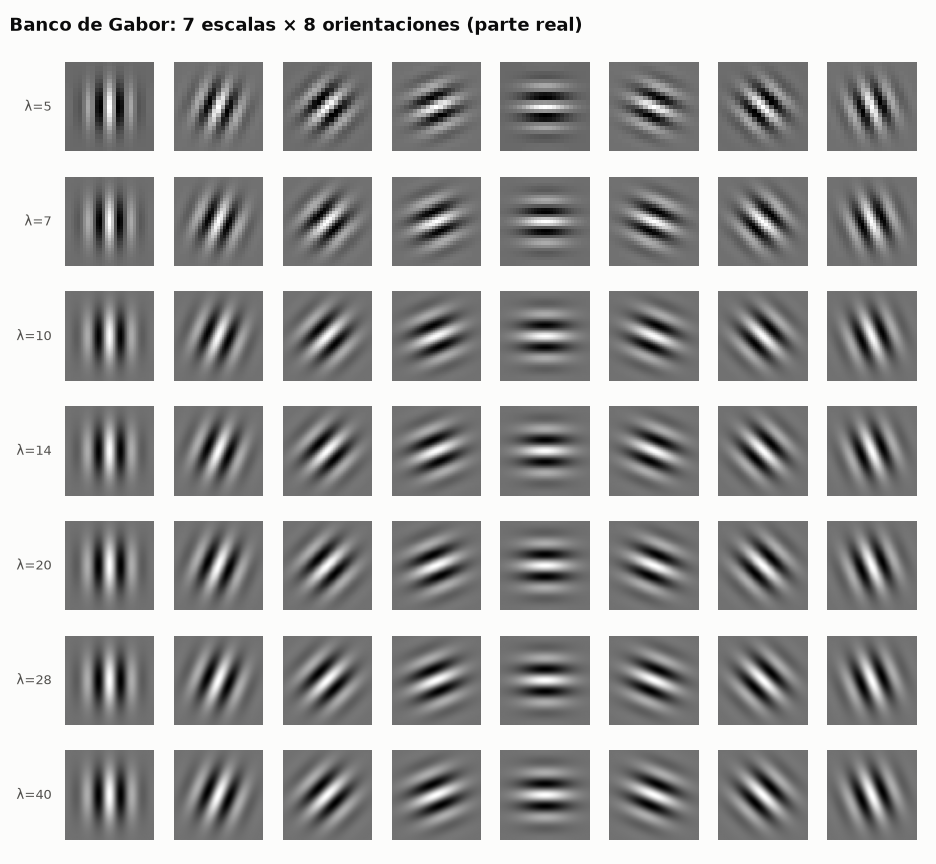 Banco de Gabor: 7 escalas × 8 orientaciones (parte real)
λ=5
λ=7
λ=10
λ=14
λ=20
λ=28
λ=40